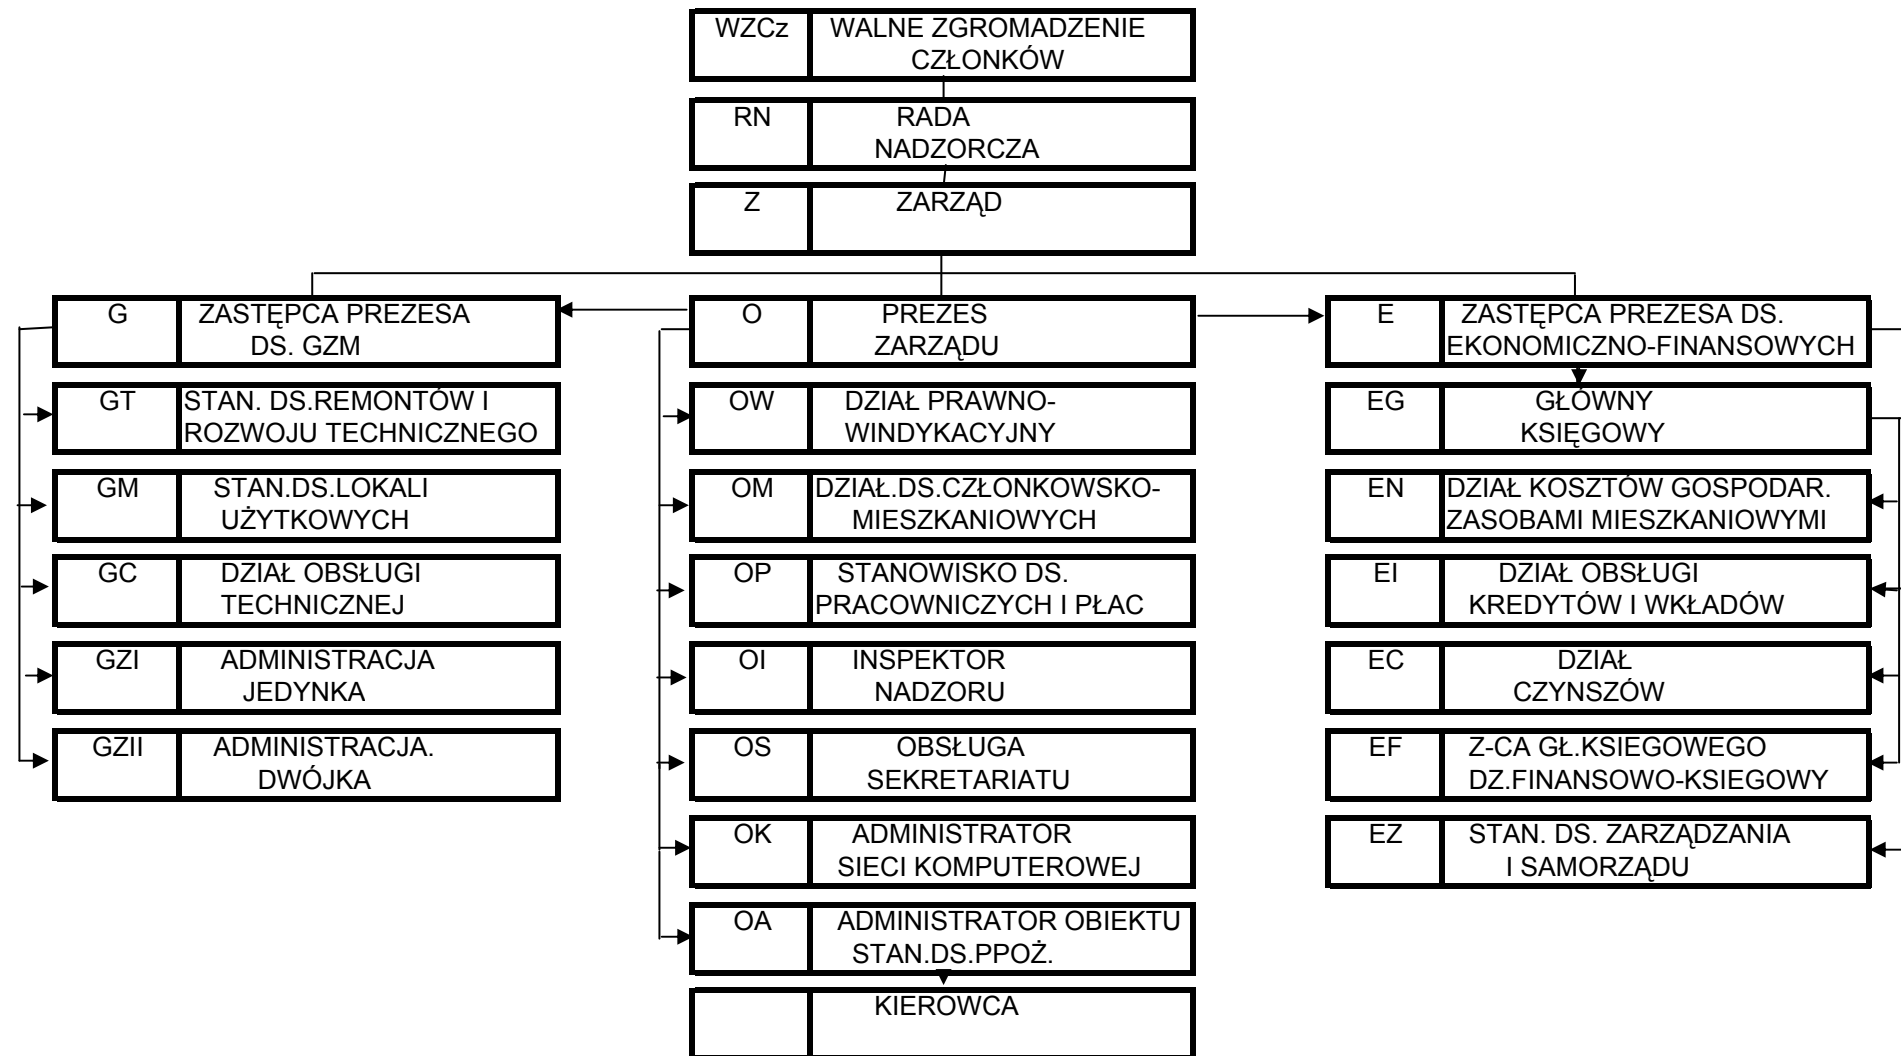 WZCz WALNE ZGROMADZENIE
CZŁONKÓW
RN RADA
NADZORCZA
Z ZARZĄD
G ZASTĘPCA PREZESA
DS. GZM
O PREZES
ZARZĄDU
E ZASTĘPCA PREZESA DS.
EKONOMICZNO-FINANSOWYCH
GT STAN. DS.REMONTÓW I
ROZWOJU TECHNICZNEGO
OW DZIAŁ PRAWNO-
WINDYKACYJNY
EG GŁÓWNY
KSIĘGOWY
GM STAN.DS.LOKALI
UŻYTKOWYCH
OM DZIAŁ.DS.CZŁONKOWSKO-
MIESZKANIOWYCH
EN DZIAŁ KOSZTÓW GOSPODAR.
ZASOBAMI MIESZKANIOWYMI
GC DZIAŁ OBSŁUGI
TECHNICZNEJ
OP STANOWISKO DS.
PRACOWNICZYCH I PŁAC
EI DZIAŁ OBSŁUGI
KREDYTÓW I WKŁADÓW
GZI ADMINISTRACJA
JEDYNKA
OI INSPEKTOR
NADZORU
EC DZIAŁ
CZYNSZÓW
GZII ADMINISTRACJA.
DWÓJKA
OS OBSŁUGA
SEKRETARIATU
EF Z-CA GŁ.KSIEGOWEGO
DZ.FINANSOWO-KSIEGOWY
OK ADMINISTRATOR
SIECI KOMPUTEROWEJ
EZ STAN. DS. ZARZĄDZANIA
I SAMORZĄDU
OA ADMINISTRATOR OBIEKTU
STAN.DS.PPOŻ.
KIEROWCA